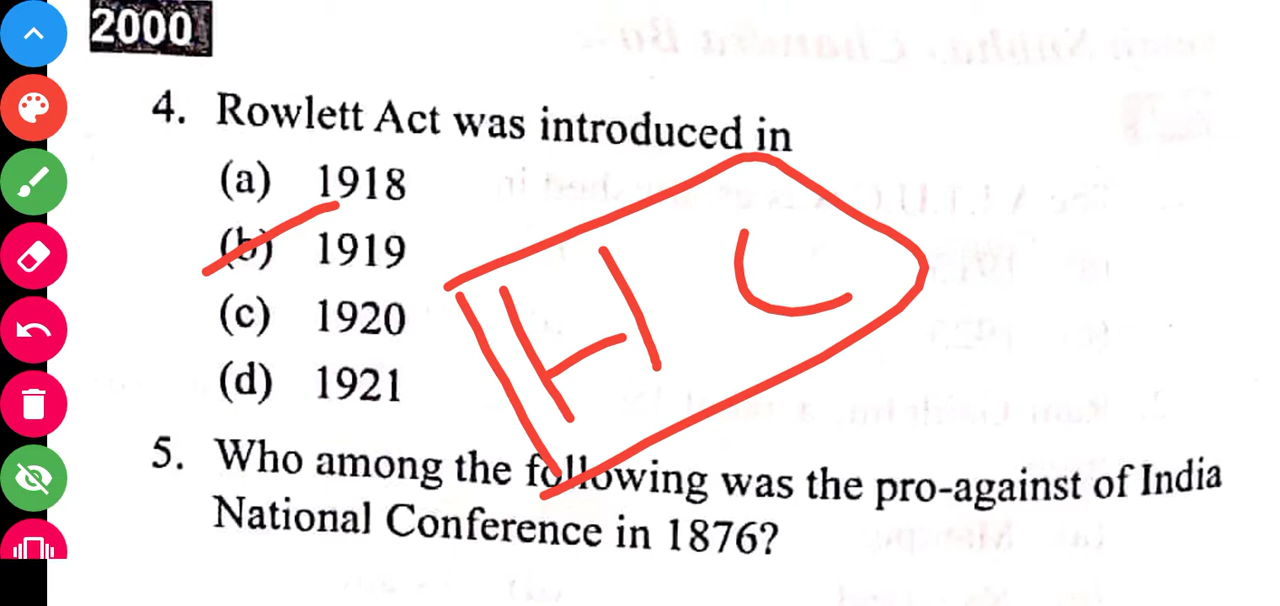 2000
4. Rowlett Act was introduced in
(a) 1918
(b) 1919
(c) 1920
(d) 1921
H C
5. Who among the following was the pro-against of India
National Conference in 1876?